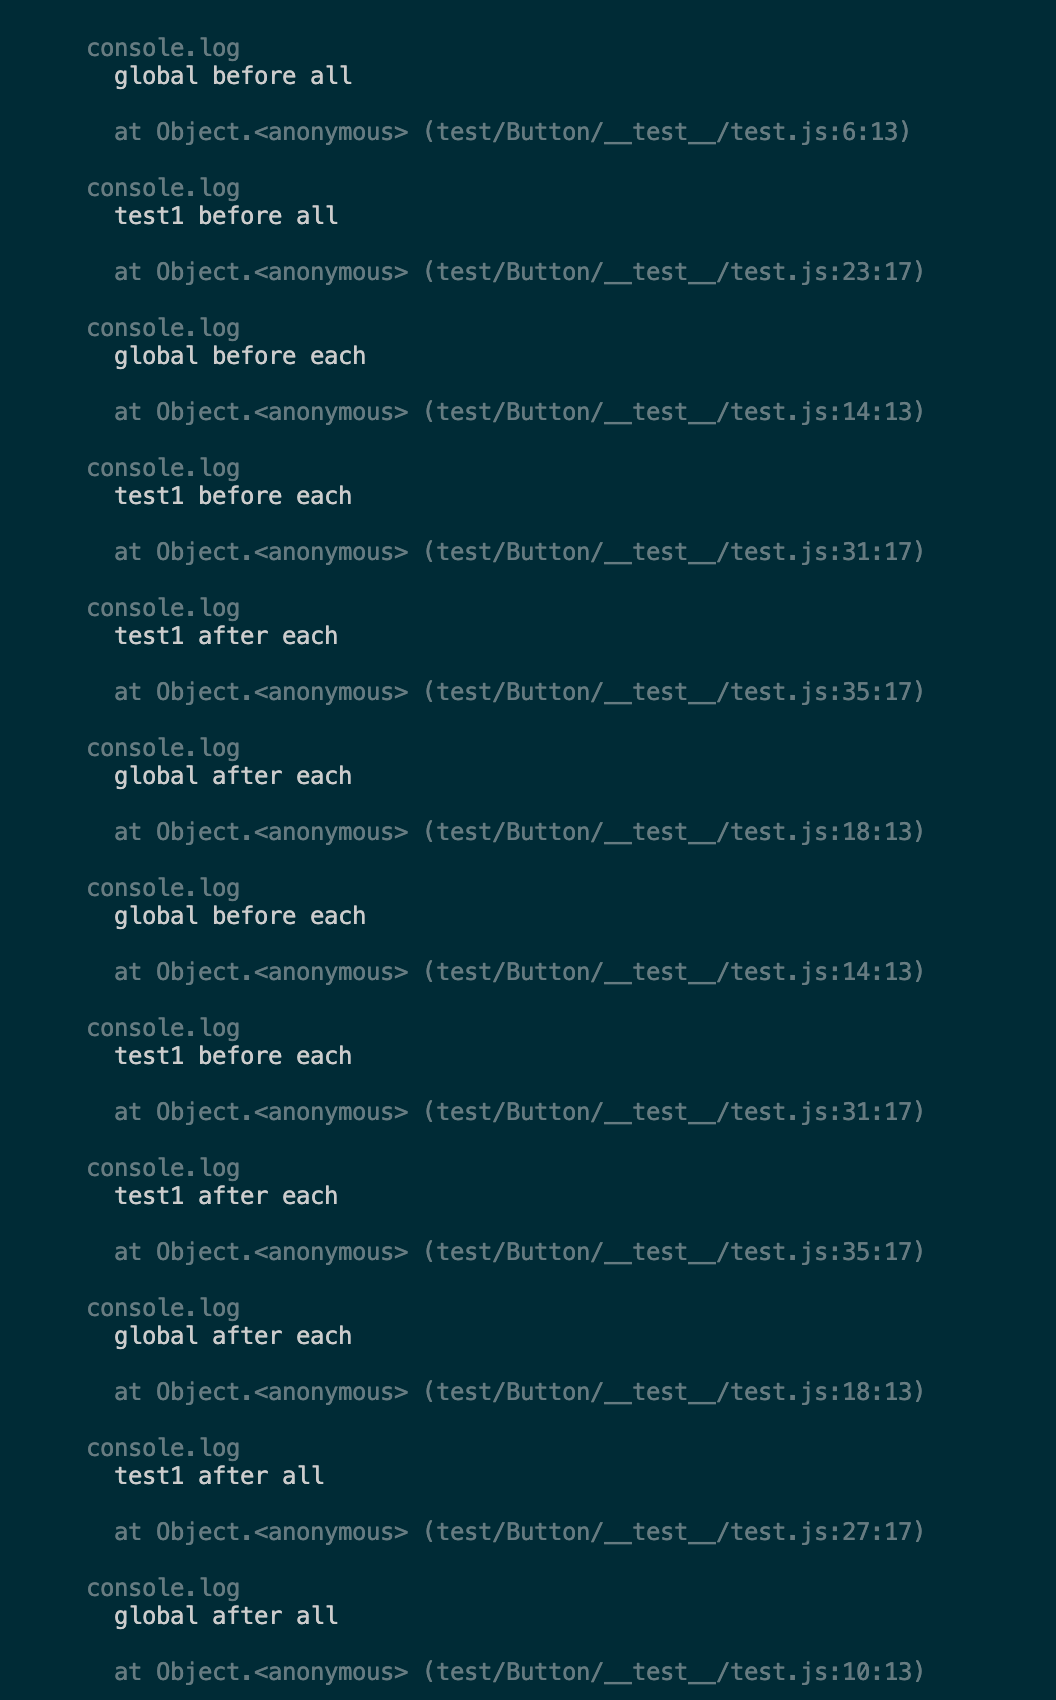 console.log
global before all
at Object.<anonymous> (test/Button/__test__/test.js:6:13)
console.log
test1 before all
at Object.<anonymous> (test/Button/__test__/test.js:23:17)
console.log
global before each
at Object.<anonymous> (test/Button/__test__/test.js:14:13)
console.log
test1 before each
at Object.<anonymous> (test/Button/__test__/test.js:31:17)
console.log
test1 after each
at Object.<anonymous> (test/Button/__test__/test.js:35:17)
console.log
global after each
at Object.<anonymous> (test/Button/__test__/test.js:18:13)
console.log
global before each
at Object.<anonymous> (test/Button/__test__/test.js:14:13)
console.log
test1 before each
at Object.<anonymous> (test/Button/__test__/test.js:31:17)
console.log
test1 after each
at Object.<anonymous> (test/Button/__test__/test.js:35:17)
console.log
global after each
at Object.<anonymous> (test/Button/__test__/test.js:18:13)
console.log
test1 after all
at Object.<anonymous> (test/Button/__test__/test.js:27:17)
console.log
global after all
at Object.<anonymous> (test/Button/__test__/test.js:10:13)